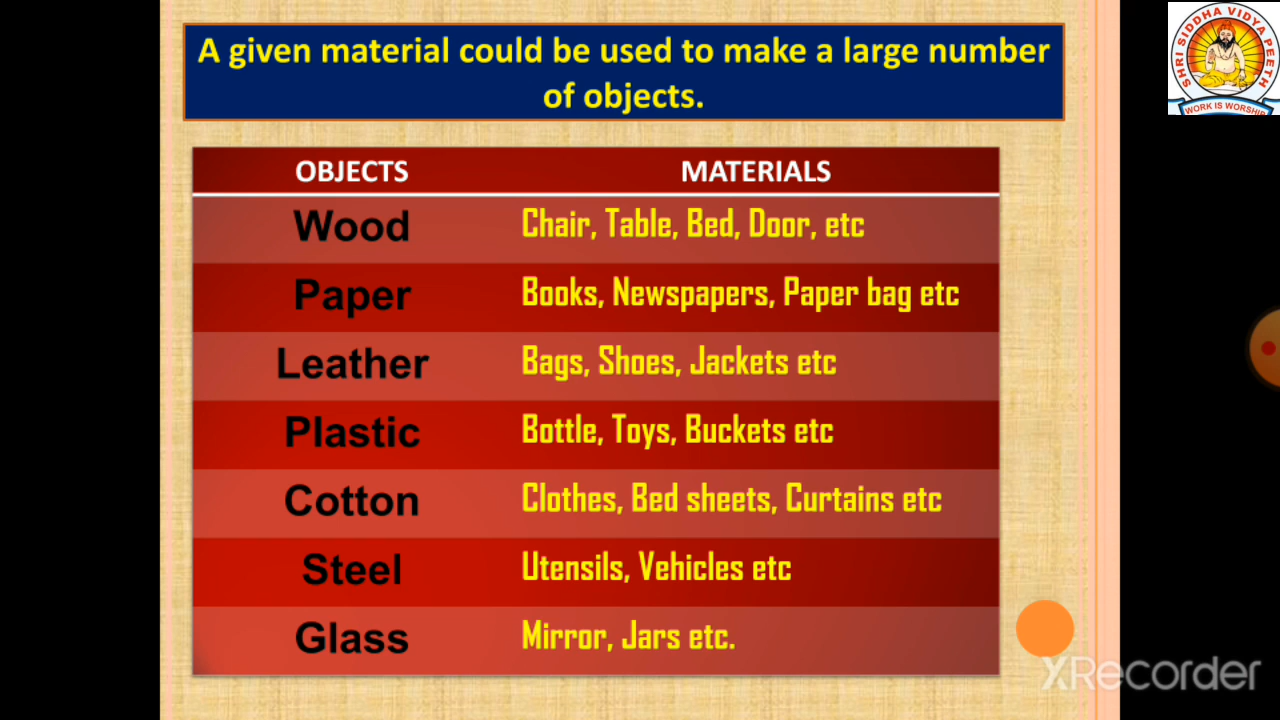 A given material could be used to make a large number
of objects.
SHRI SIDDHA VIDYA PEETH
WORK IS WORSHIP
OBJECTS MATERIALS
Wood Chair, Table, Bed, Door, etc
Paper Books, Newspapers, Paper bag etc
Leather Bags, Shoes, Jackets etc
Plastic Bottle, Toys, Buckets etc
Cotton Clothes, Bed sheets, Curtains etc
Steel Utensils, Vehicles etc
Glass Mirror, Jars etc.
XRecorder